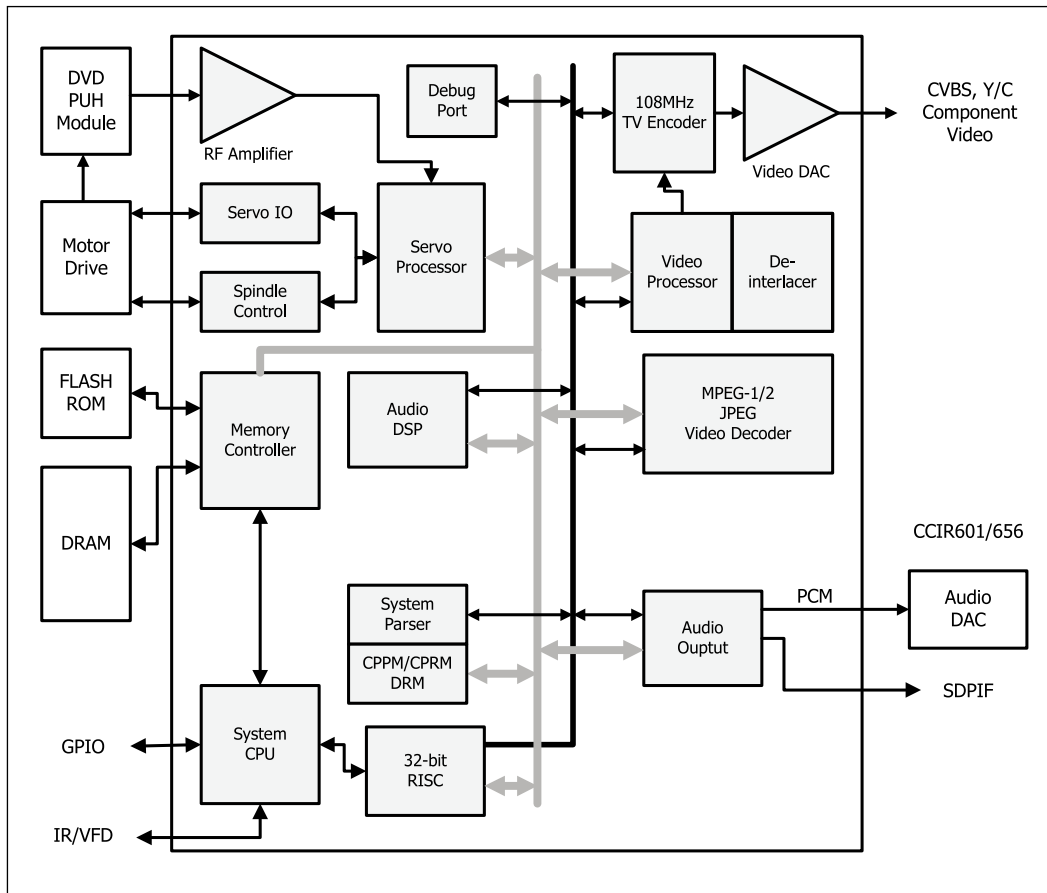 DVD
PUH
Module
RF Amplifier
Debug
Port
108MHz
TV Encoder
Video DAC
CVBS, Y/C
Component
Video
Motor
Drive
Servo IO
Spindle
Control
Servo
Processor
Video
Processor
De-
interlacer
FLASH
ROM
Memory
Controller
Audio
DSP
MPEG-1/2
JPEG
Video Decoder
DRAM
CCIR601/656
System
Parser
CPPM/CPRM
DRM
Audio
Ouptut
PCM
Audio
DAC
SDPIF
GPIO
System
CPU
32-bit
RISC
IR/VFD